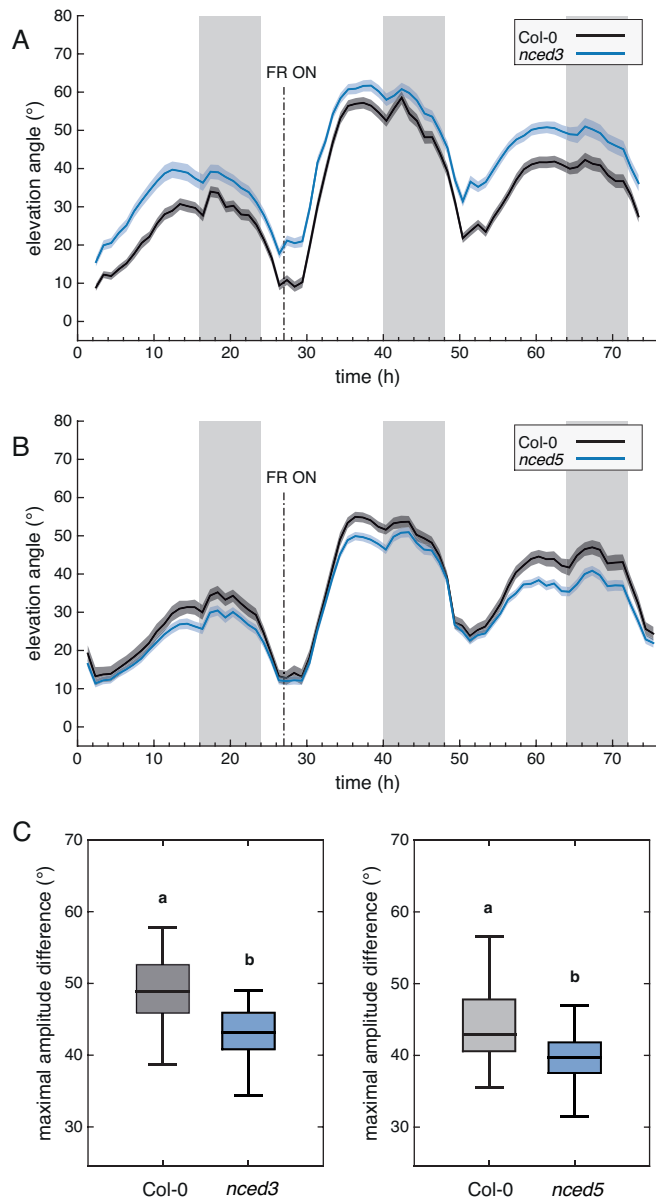 A
80
70
60
50
40
30
20
10
0
elevation angle (°)
FR ON
Col-0
nced3
0 10 20 30 40 50 60 70
time (h)
B
80
70
60
50
40
30
20
10
0
elevation angle (°)
FR ON
Col-0
nced5
0 10 20 30 40 50 60 70
time (h)
C
70
60
50
40
30
maximal amplitude difference (°)
a
b
Col-0 nced3
70
60
50
40
30
maximal amplitude difference (°)
a
b
Col-0 nced5